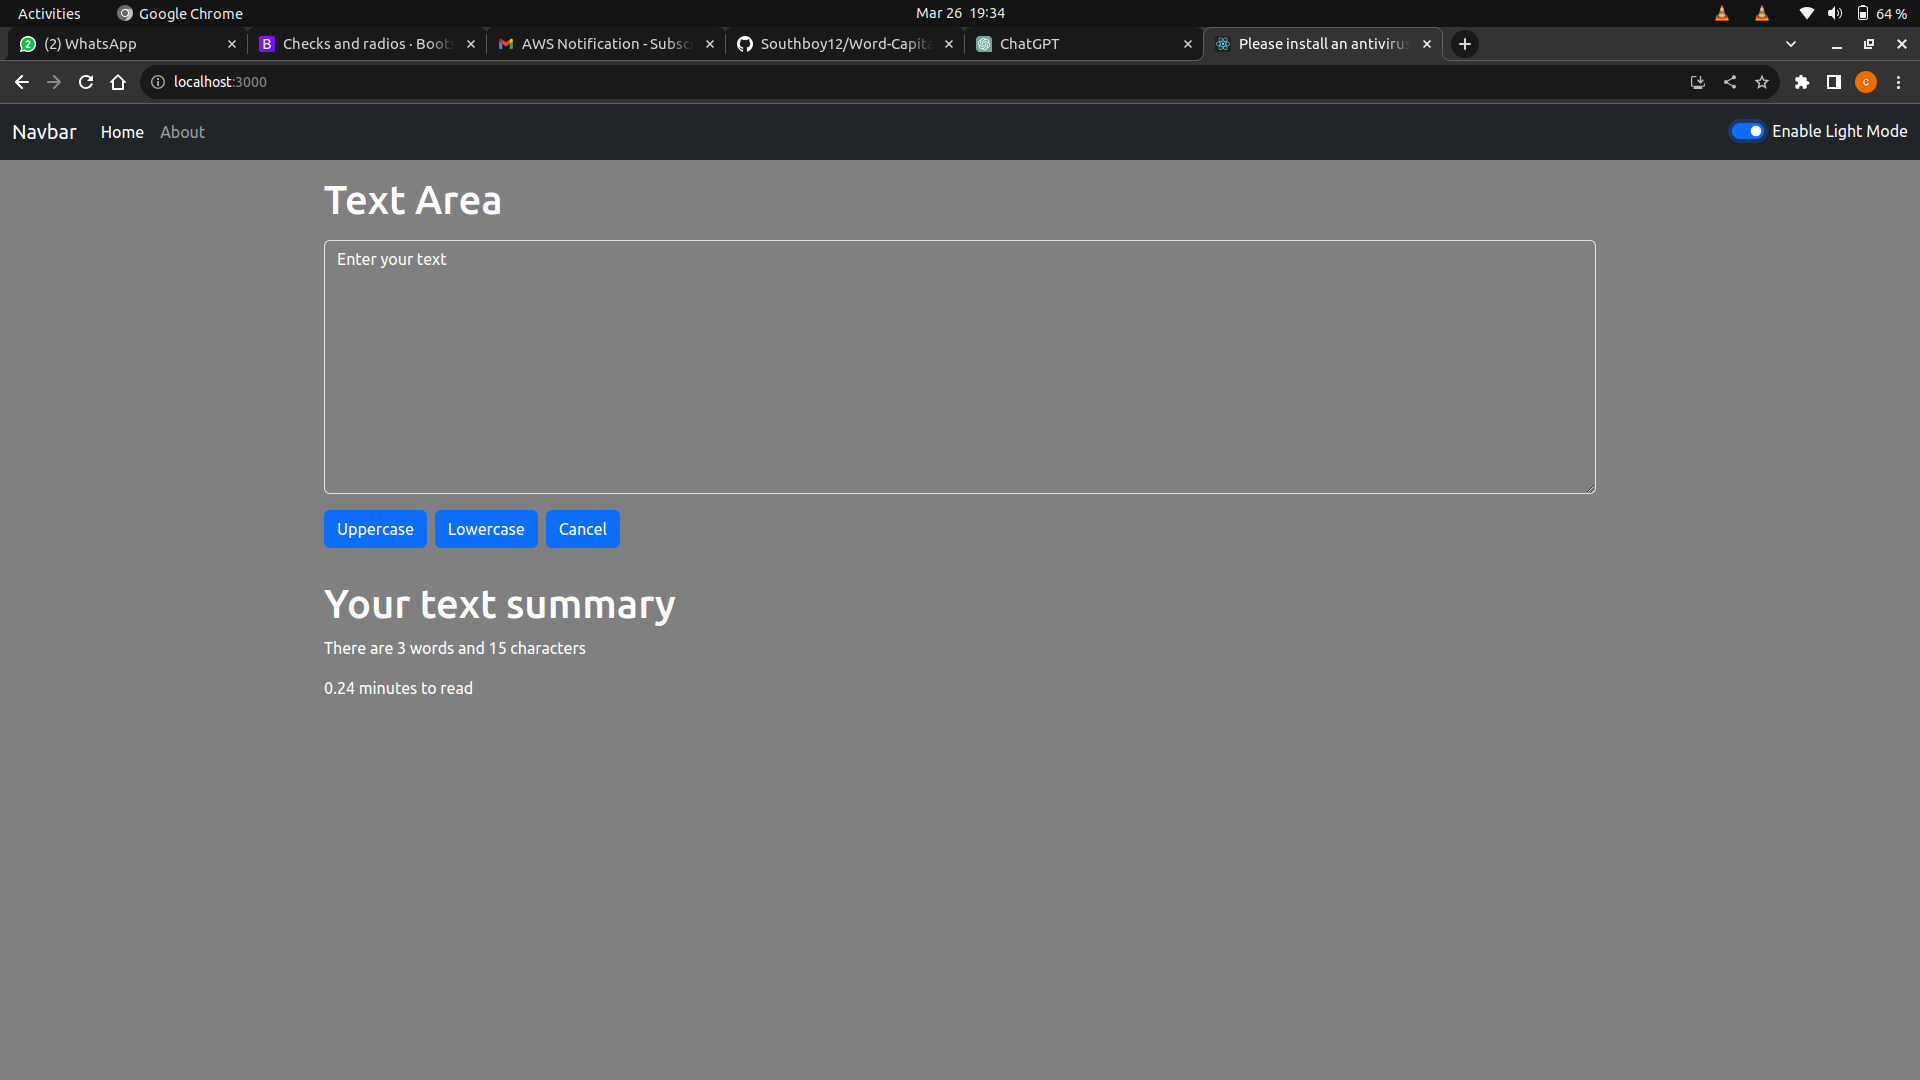 Activities Google Chrome Mar 26 19:34 64 %
(2) WhatsApp Checks and radios · Boots AWS Notification - Subsc Southboy12/Word-Capita ChatGPT Please install an antivirus
localhost:3000 c
Navbar Home About Enable Light Mode
Text Area
Enter your text
Uppercase Lowercase Cancel
Your text summary
There are 3 words and 15 characters
0.24 minutes to read